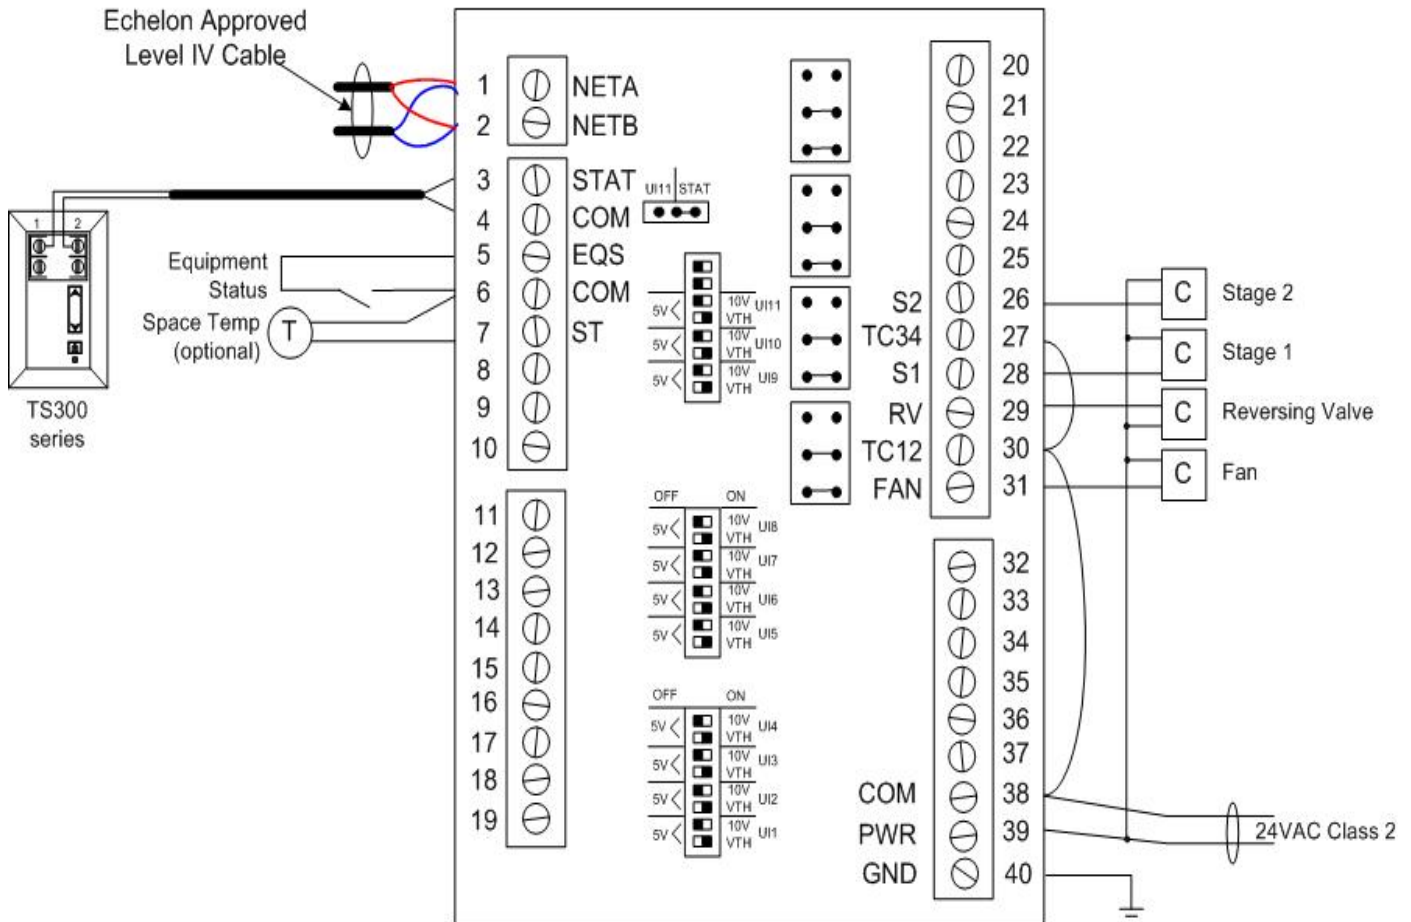 Echelon Approved
Level IV Cable
1 NETA
2 NETB
3 STAT
4 COM
5 EQS
6 COM
7 ST
8
9
10
11
12
13
14
15
16
17
18
19
1 2
TS300
series
Equipment
Status
Space Temp
(optional)
T
UI11 STAT
5V 10V UI11
VTH
5V 10V UI10
VTH
5V 10V UI9
VTH
OFF ON
5V 10V UI8
VTH
5V 10V UI7
VTH
5V 10V UI6
VTH
5V 10V UI5
VTH
OFF ON
5V 10V UI4
VTH
5V 10V UI3
VTH
5V 10V UI2
VTH
5V 10V UI1
VTH
20
21
22
23
24
25
S2 26
TC34 27
S1 28
RV 29
TC12 30
FAN 31
32
33
34
35
36
37
COM 38
PWR 39
GND 40
C Stage 2
C Stage 1
C Reversing Valve
C Fan
24VAC Class 2